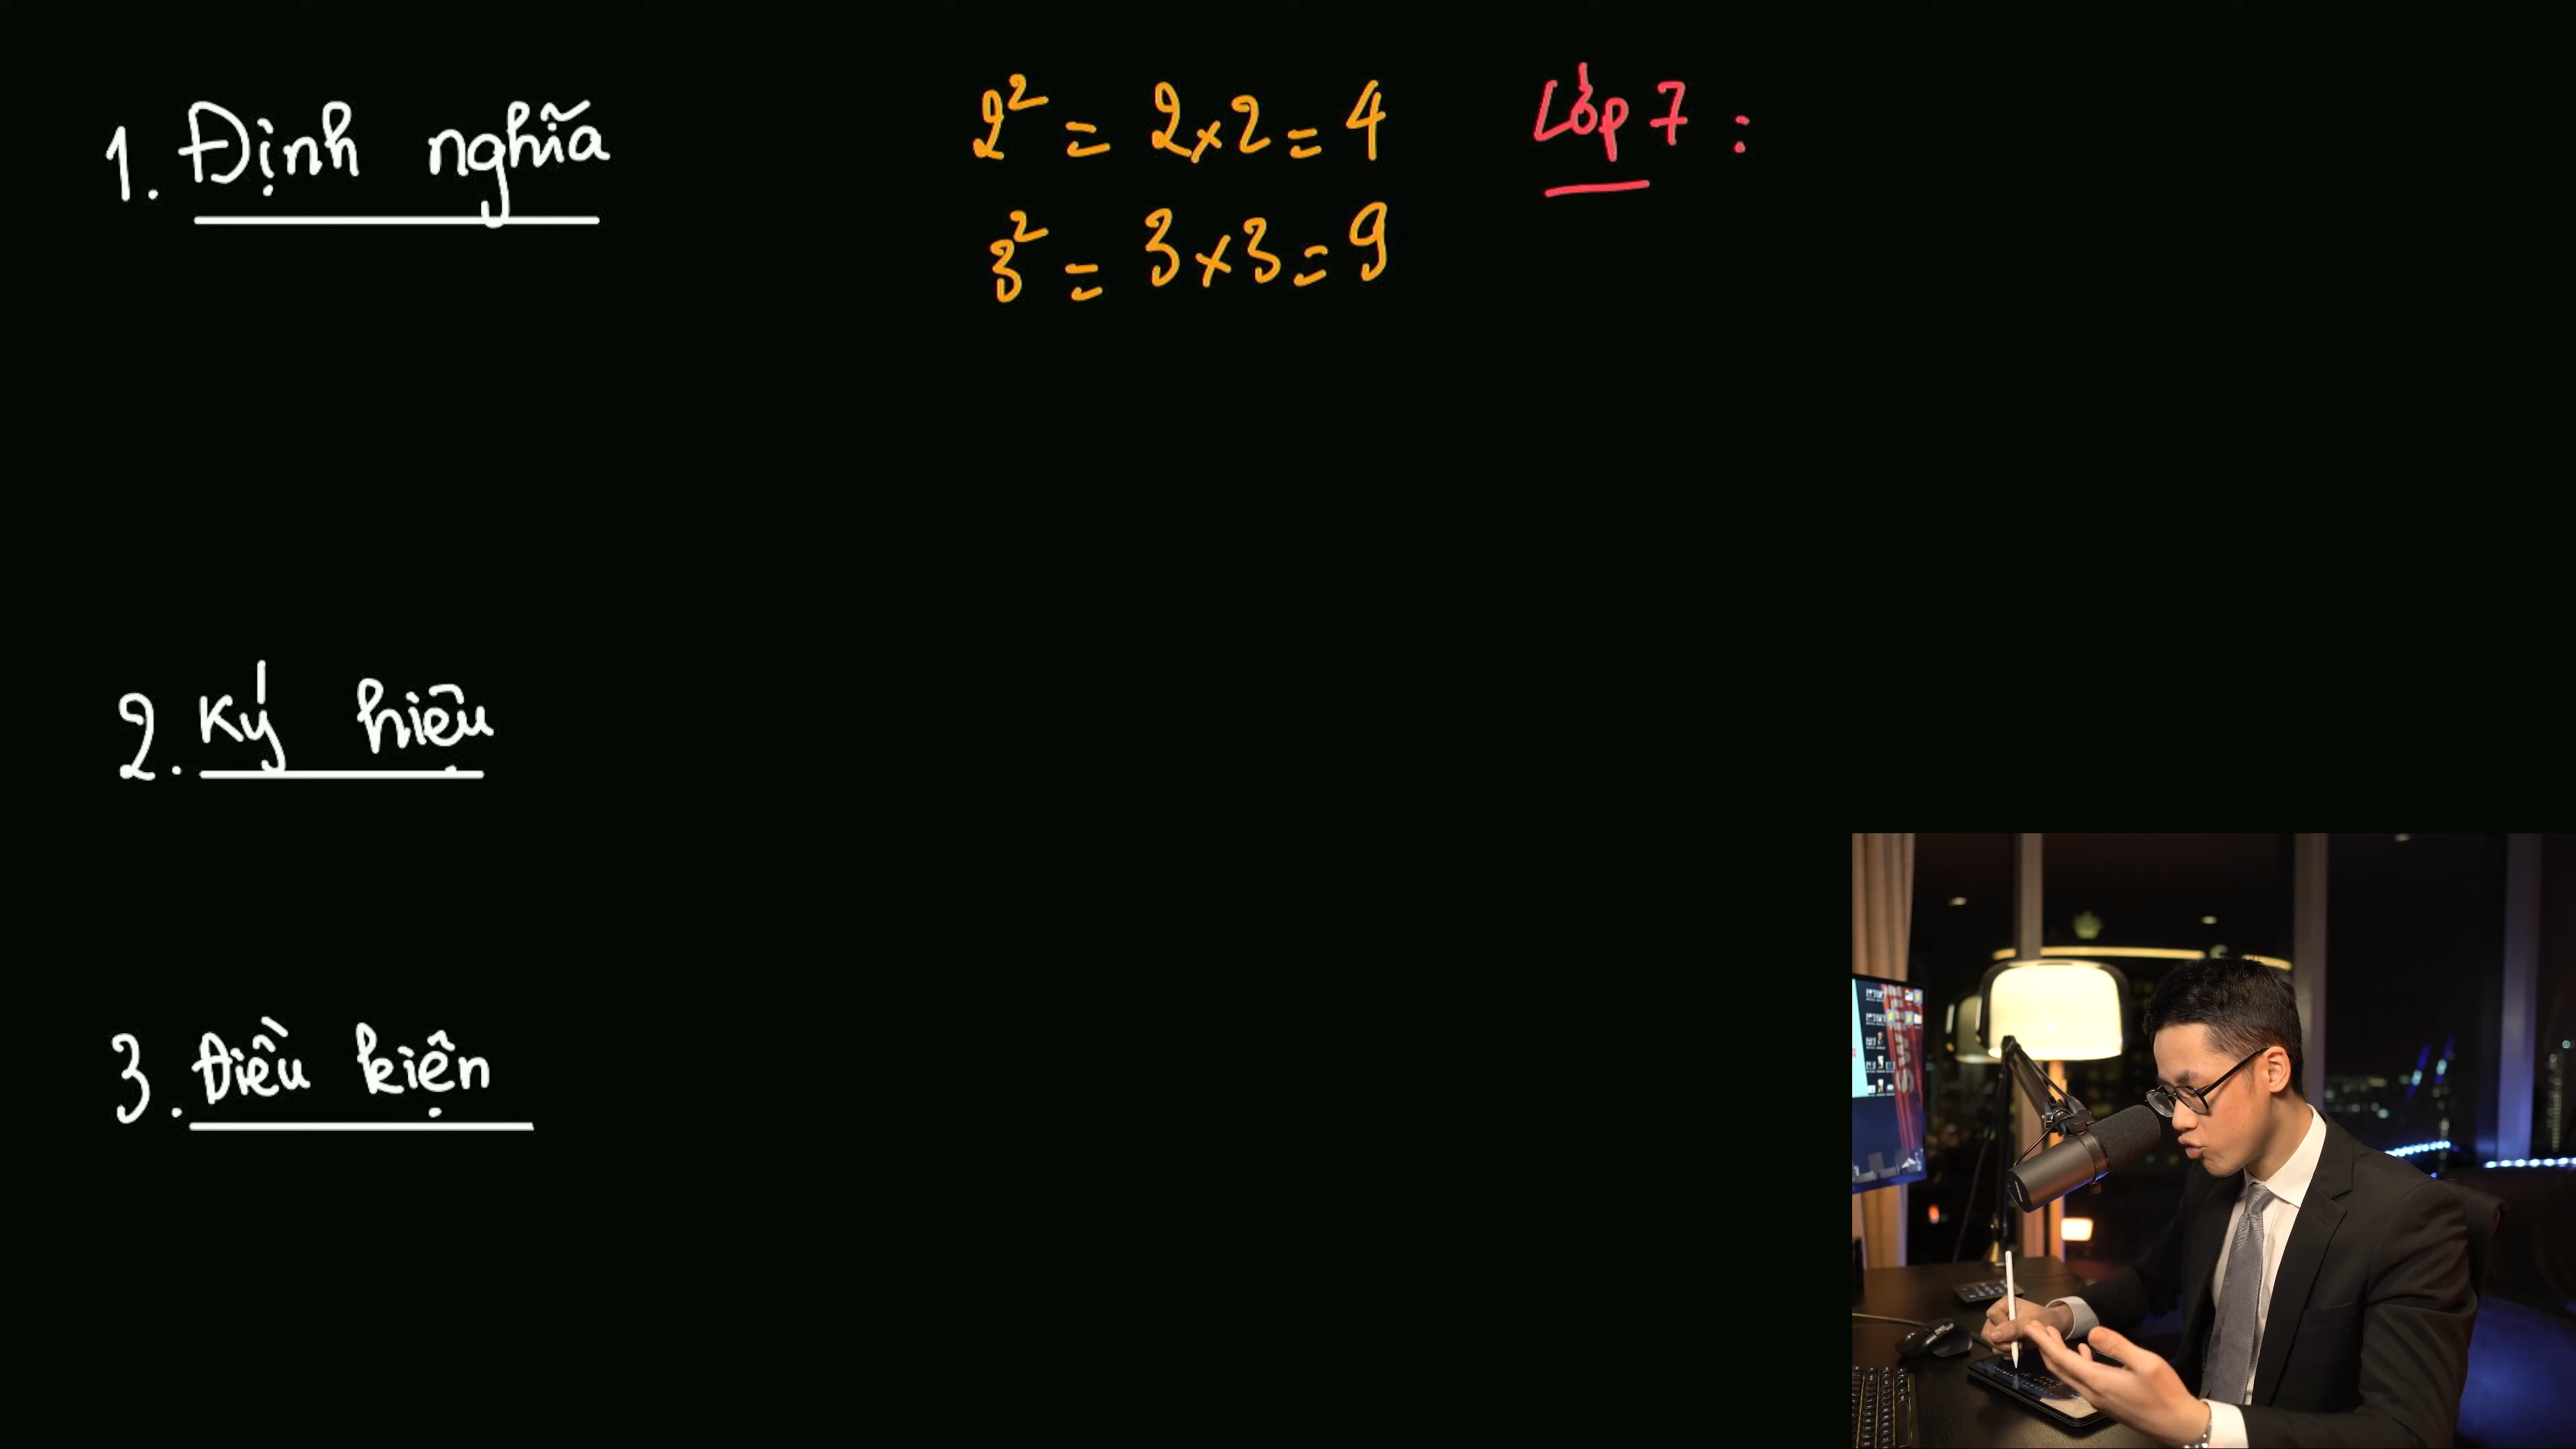 1. Định nghĩa
2² = 2×2 = 4
3² = 3×3 = 9
Lớp 7 :
2. Ký hiệu
3. Điều kiện